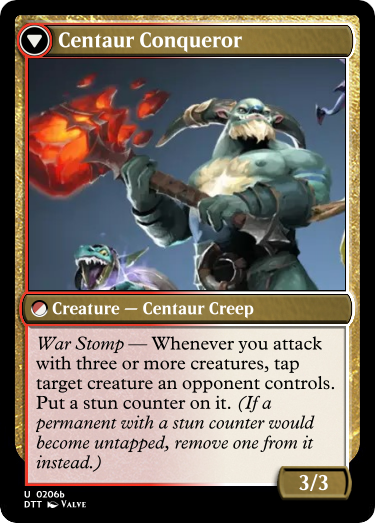 Centaur Conqueror
Creature — Centaur Creep
War Stomp — Whenever you attack
with three or more creatures, tap
target creature an opponent controls.
Put a stun counter on it. (If a
permanent with a stun counter would
become untapped, remove one from it
instead.)
3/3
U 0206b
DTT Valve